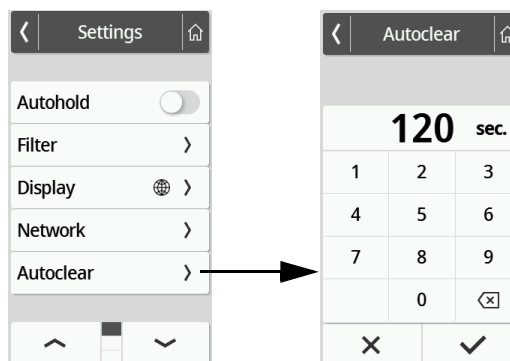 Settings
Autohold
Filter
Display
Network
Autoclear
Autoclear
120 sec.
1 2 3
4 5 6
7 8 9
0